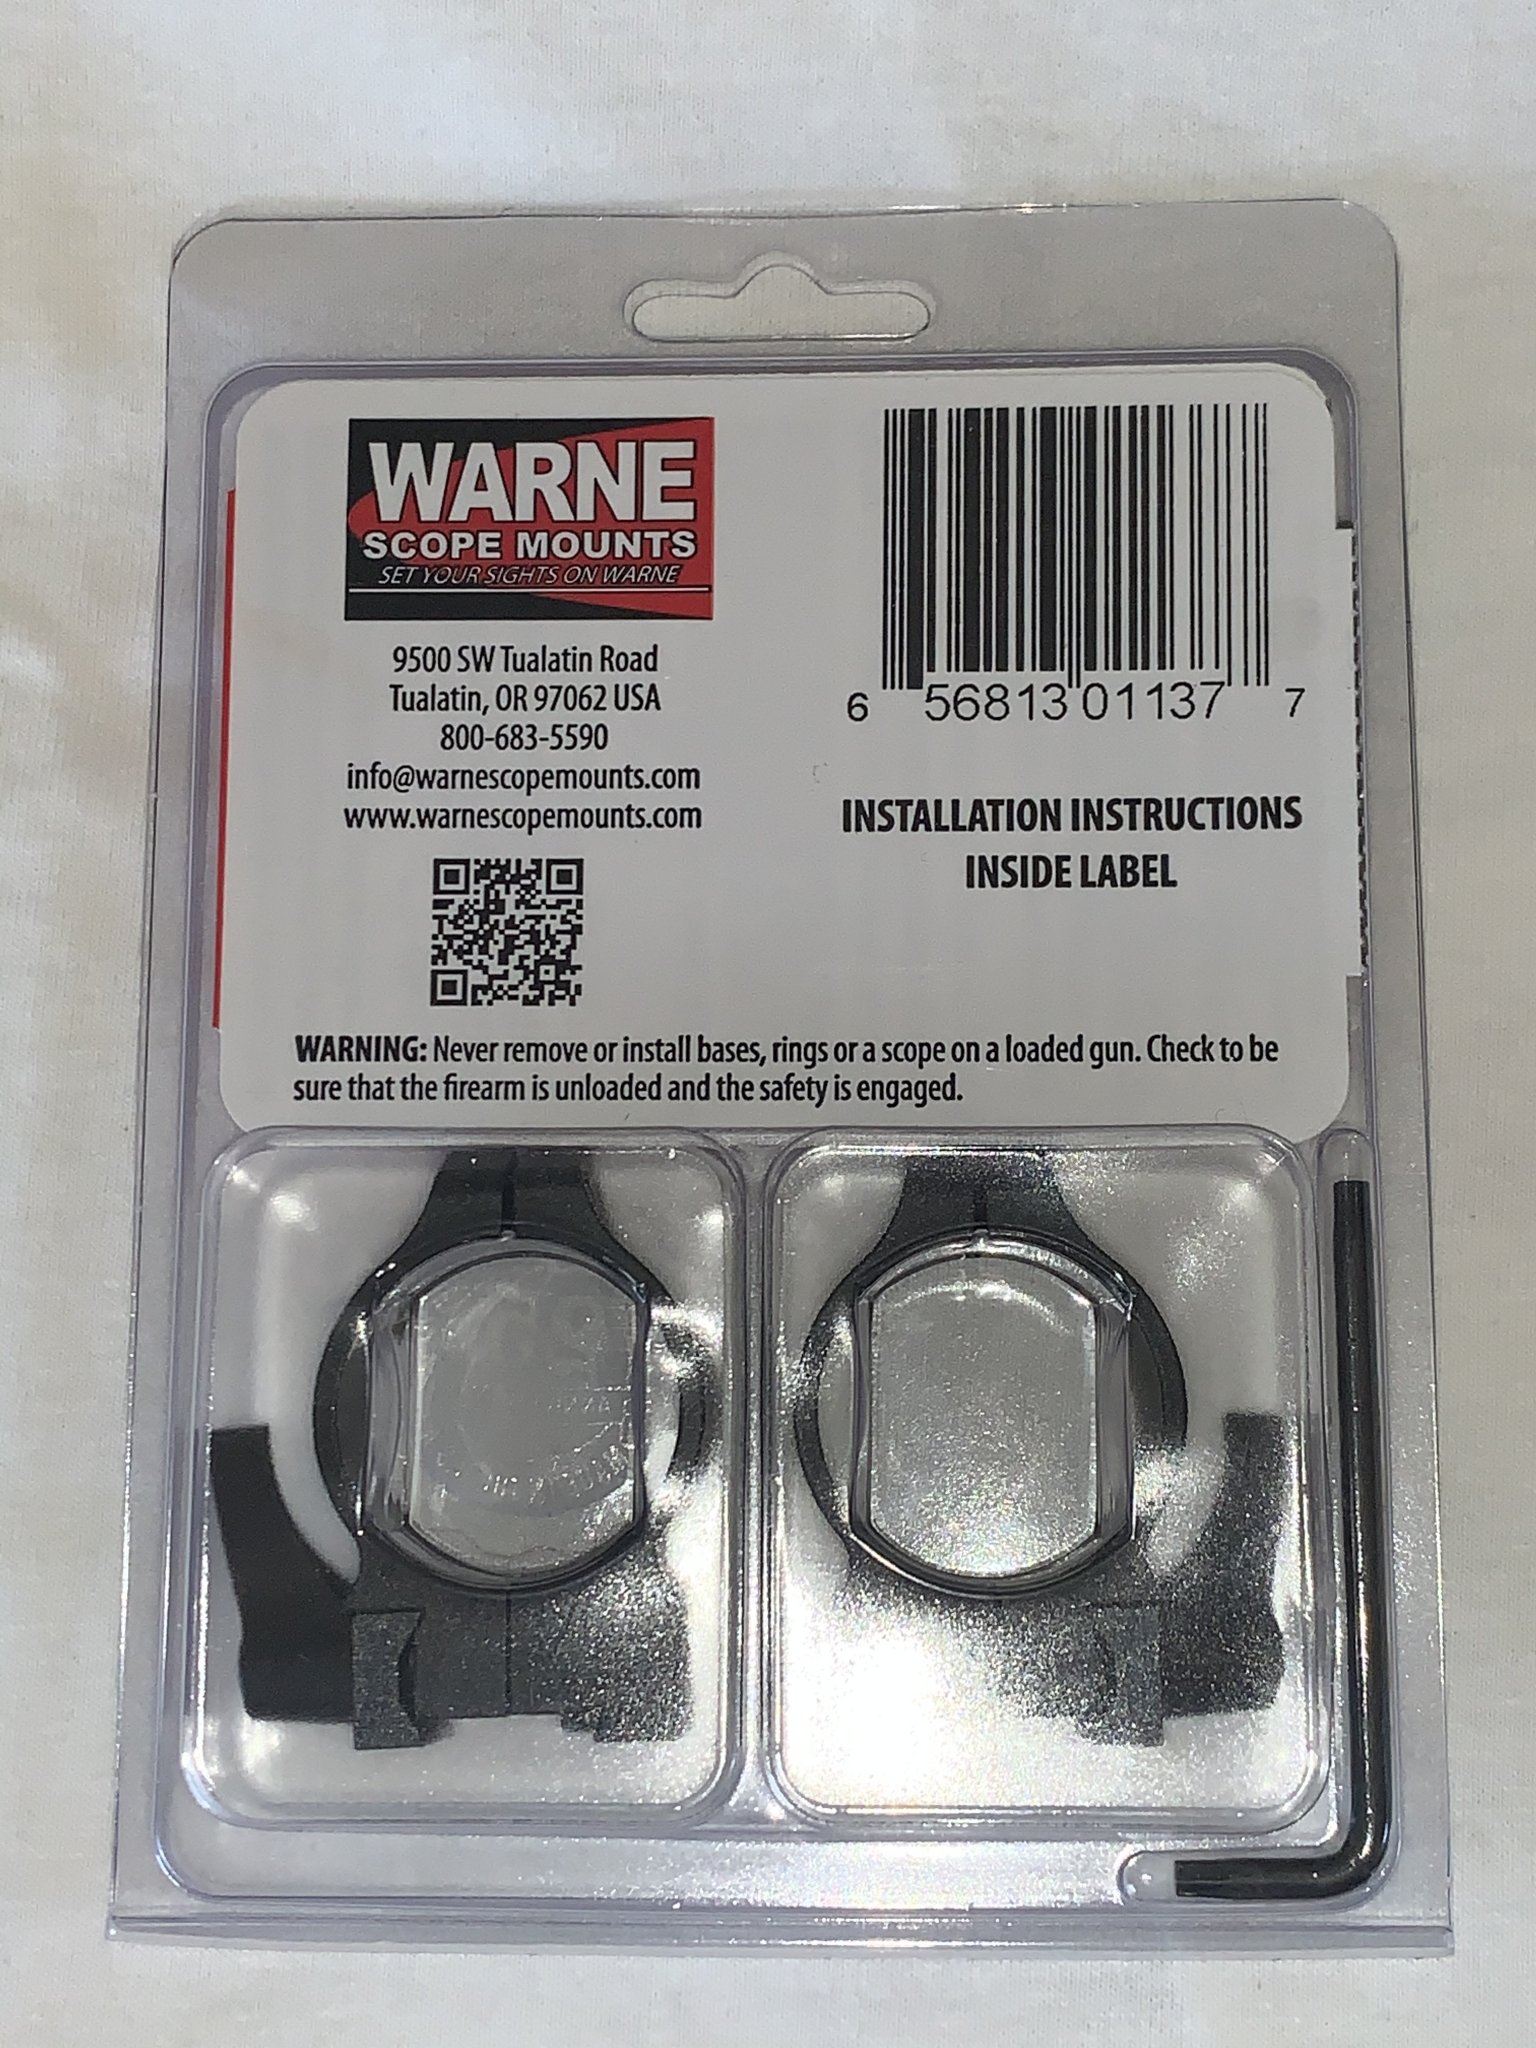 WARNE
SCOPE MOUNTS
SET YOUR SIGHTS ON WARNE
9500 SW Tualatin Road
Tualatin, OR 97062 USA
800-683-5590
info@warnescopemounts.com
www.warnescopemounts.com
6 56813 01137 7
INSTALLATION INSTRUCTIONS
INSIDE LABEL
WARNING: Never remove or install bases, rings or a scope on a loaded gun. Check to be
sure that the firearm is unloaded and the safety is engaged.